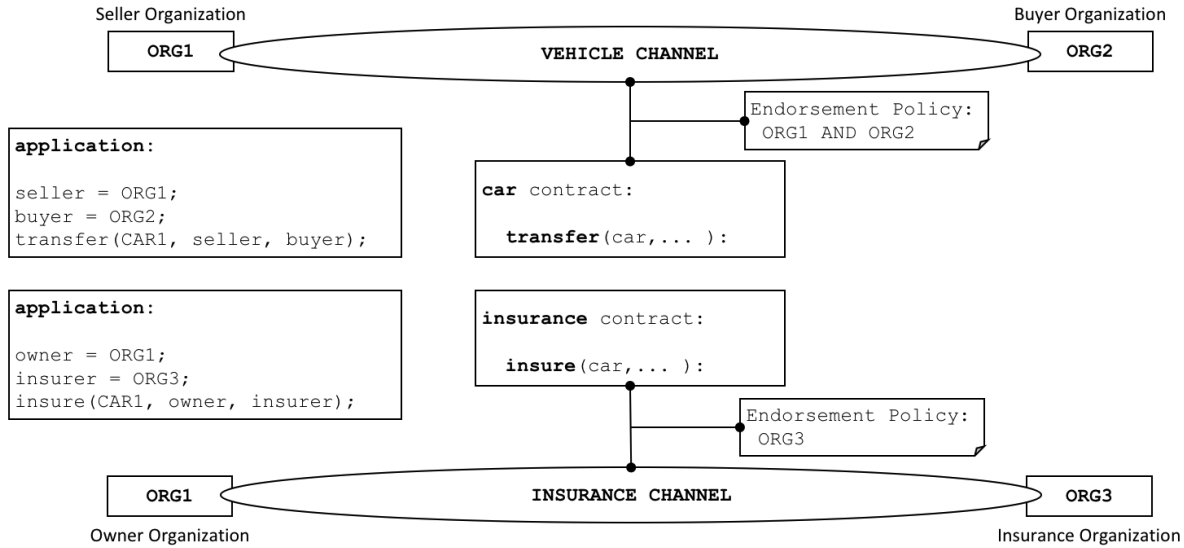 Seller Organization
Buyer Organization
ORG1
VEHICLE CHANNEL
ORG2
Endorsement Policy:
ORG1 AND ORG2
application:
seller = ORG1;
buyer = ORG2;
transfer(CAR1, seller, buyer);
car contract:
transfer(car,... ):
application:
owner = ORG1;
insurer = ORG3;
insure(CAR1, owner, insurer);
insurance contract:
insure(car,... ):
Endorsement Policy:
ORG3
ORG1
INSURANCE CHANNEL
ORG3
Owner Organization
Insurance Organization